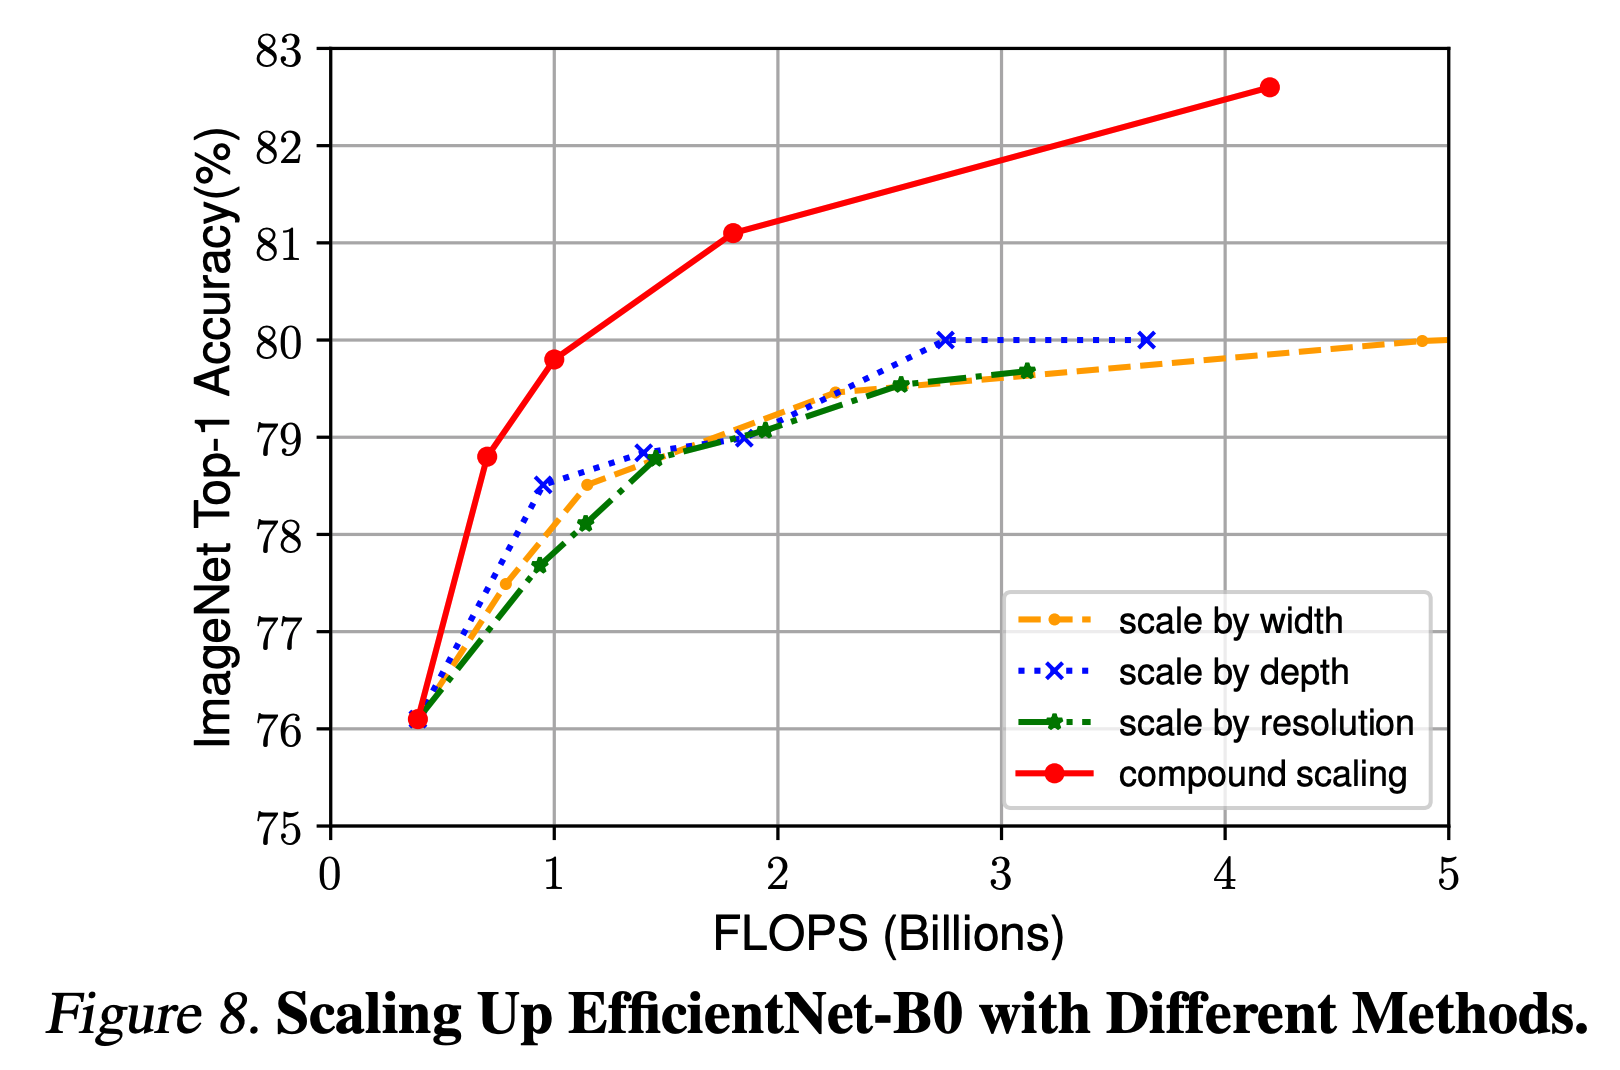 83
82
81
80
79
78
77
76
75
ImageNet Top-1 Accuracy(%)
scale by width
scale by depth
scale by resolution
compound scaling
0 1 2 3 4 5
FLOPS (Billions)
Figure 8. Scaling Up EfficientNet-B0 with Different Methods.